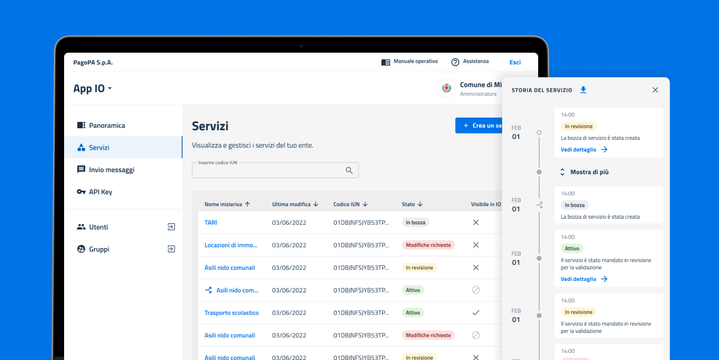 PagoPA S.p.A.
Manuale operativo
Assistenza
Esci
App IO
Comune di Mi
Amministratore
Panoramica
Servizi
Invio messaggi
API Key
Utenti
Gruppi
Servizi
Visualizza e gestisci i servizi del tuo ente.
+ Crea un se
Inserire codice IUN
Nome iniziariva
Ultima modifica
Codice IUN
Stato
Visibile in IO
TARI
03/06/2022
01DBJNFSJYB53TP...
In bozza
Locazioni di immo...
03/06/2022
01DBJNFSJYB53TP...
Modifiche richieste
Asili nido comunali
03/06/2022
01DBJNFSJYB53TP...
In revisione
Asili nido com...
03/06/2022
01DBJNFSJYB53TP...
Attivo
Trasporto scolastico
03/06/2022
01DBJNFSJYB53TP...
Attivo
Asili nido comunali
03/06/2022
01DBJNFSJYB53TP...
Modifiche richieste
Asili nido comunali
03/06/2022
01DBJNFSJYB53TP...
In revisione
STORIA DEL SERVIZIO
FEB
01
14:00
In revisione
La bozza di servizio è stata creata
Vedi dettaglio
Mostra di più
FEB
01
14:00
In bozza
La bozza di servizio è stata creata
FEB
01
14:00
Attivo
Il servizio è stato mandato in revisione
per la validazione
Vedi dettaglio
FEB
01
14:00
In revisione
Il servizio è stato mandato in revisione
per la validazione
FEB
14:00